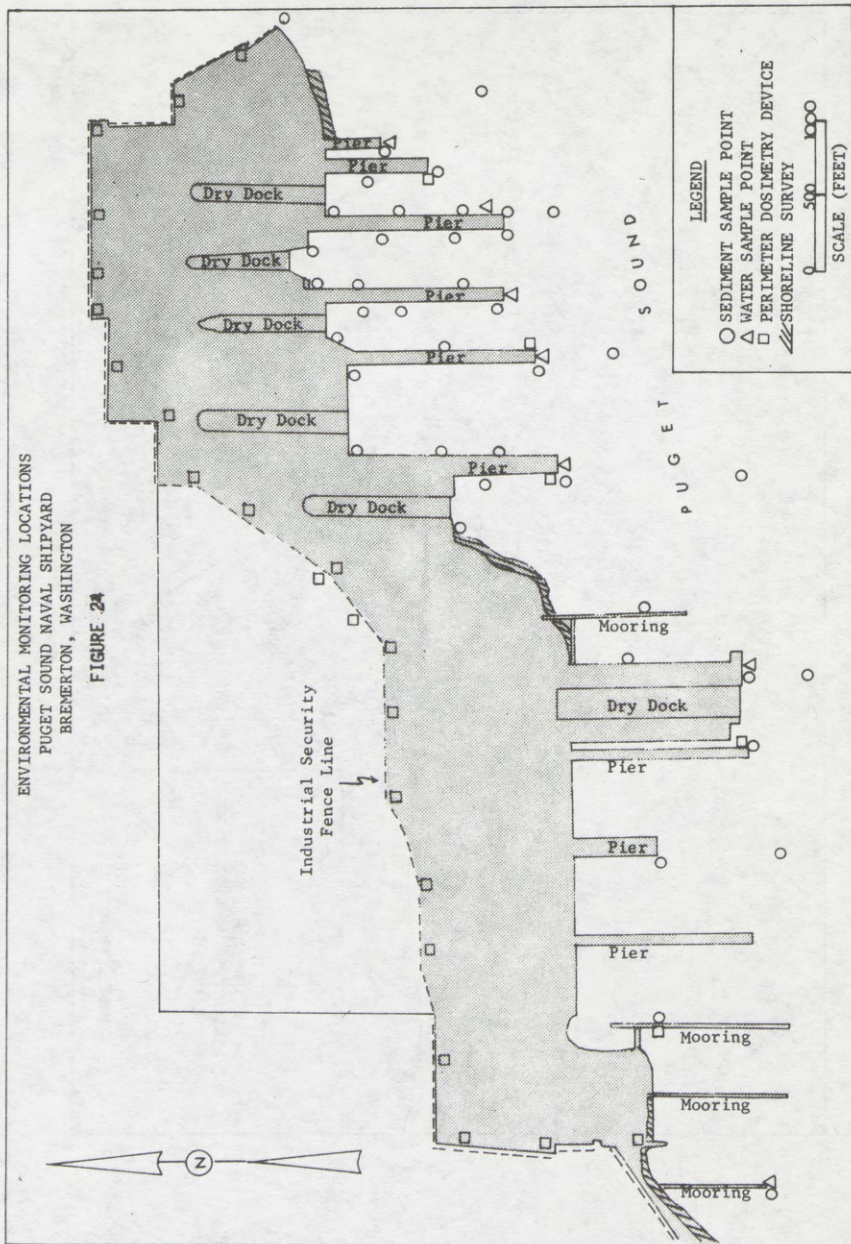 ENVIRONMENTAL MONITORING LOCATIONS
PUGET SOUND NAVAL SHIPYARD
BREMERTON, WASHINGTON
FIGURE 24
N
Industrial Security
Fence Line
Mooring
Mooring
Mooring
Pier
Pier
Pier
Dry Dock
Mooring
Dry Dock
Pier
Dry Dock
Pier
Dry Dock
Pier
Dry Dock
Pier
Dry Dock
Pier
Pier
PUGET SOUND
LEGEND
SEDIMENT SAMPLE POINT
WATER SAMPLE POINT
PERIMETER DOSIMETRY DEVICE
SHORELINE SURVEY
0 500 1000
SCALE (FEET)